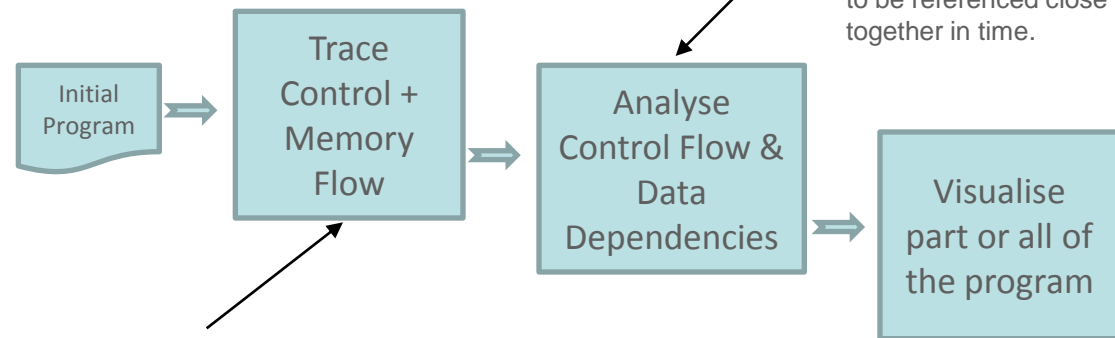 to be referenced close
together in time.
Initial
Program
Trace
Control +
Memory
Flow
Analyse
Control Flow &
Data
Dependencies
Visualise
part or all of
the program